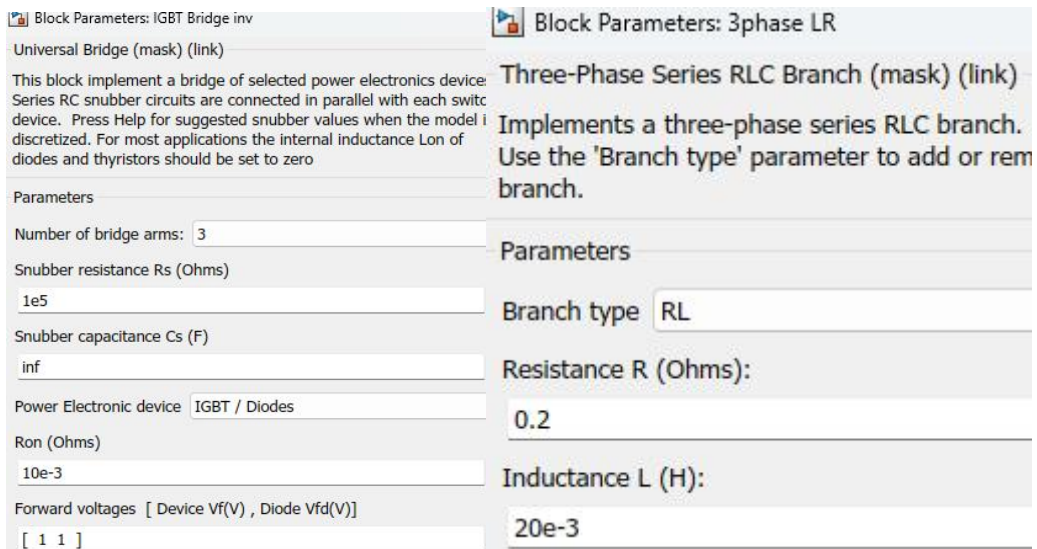 Block Parameters: IGBT Bridge inv
Universal Bridge (mask) (link)
This block implement a bridge of selected power electronics device
Series RC snubber circuits are connected in parallel with each switc
device. Press Help for suggested snubber values when the model i
discretized. For most applications the internal inductance Lon of
diodes and thyristors should be set to zero
Parameters
Number of bridge arms: 3
Snubber resistance Rs (Ohms)
1e5
Snubber capacitance Cs (F)
inf
Power Electronic device IGBT / Diodes
Ron (Ohms)
10e-3
Forward voltages [ Device Vf(V) , Diode Vfd(V)]
[ 1 1 ]
Block Parameters: 3phase LR
Three-Phase Series RLC Branch (mask) (link)
Implements a three-phase series RLC branch.
Use the 'Branch type' parameter to add or rem
branch.
Parameters
Branch type RL
Resistance R (Ohms):
0.2
Inductance L (H):
20e-3